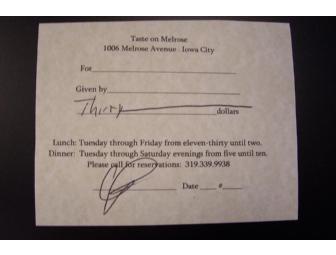 Taste on Melrose
1006 Melrose Avenue · Iowa City
For
Given by
Thirty dollars
Lunch: Tuesday through Friday from eleven-thirty until two.
Dinner: Tuesday through Saturday evenings from five until ten.
Please call for reservations: 319.339.9938
Date #